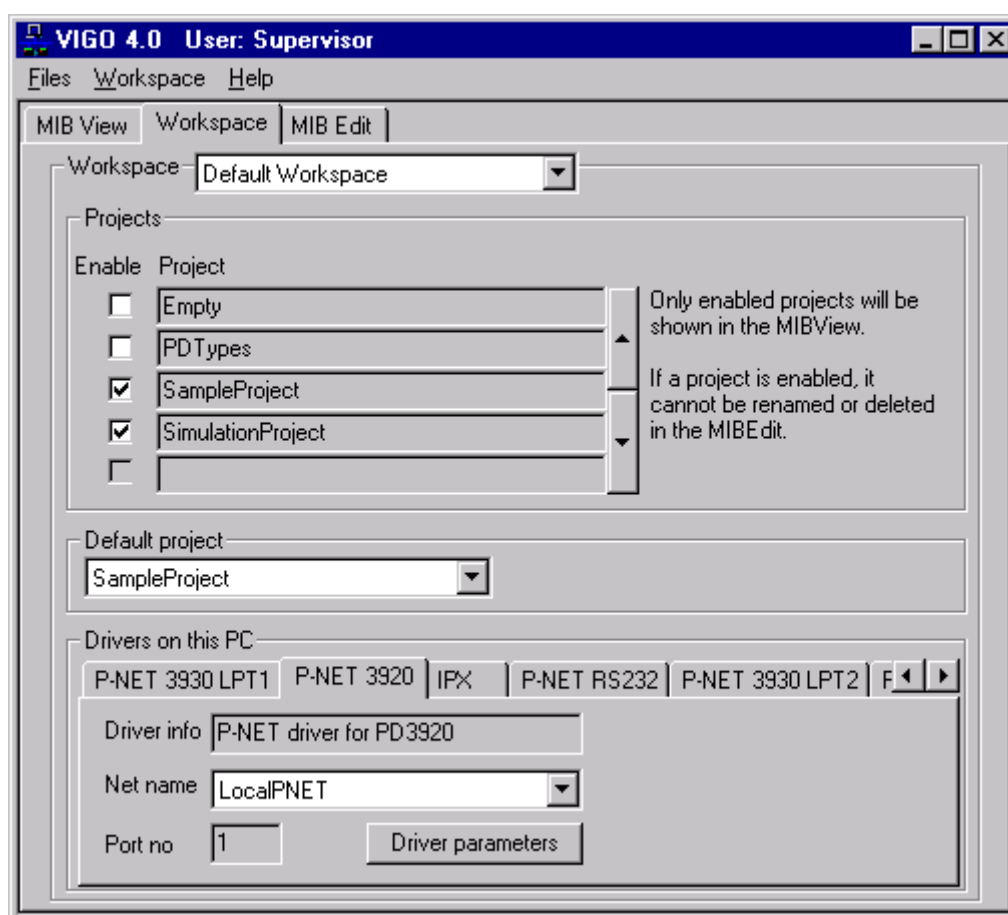 VIGO 4.0 User: Supervisor
Files Workspace Help
MIB View Workspace MIB Edit
Workspace Default Workspace
Projects
Enable Project
Empty
PDTypes
SampleProject
SimulationProject
Only enabled projects will be
shown in the MIBView.
If a project is enabled, it
cannot be renamed or deleted
in the MIBEdit.
Default project
SampleProject
Drivers on this PC
P-NET 3930 LPT1 P-NET 3920 IPX P-NET RS232 P-NET 3930 LPT2
Driver info P-NET driver for PD3920
Net name LocalPNET
Port no 1 Driver parameters